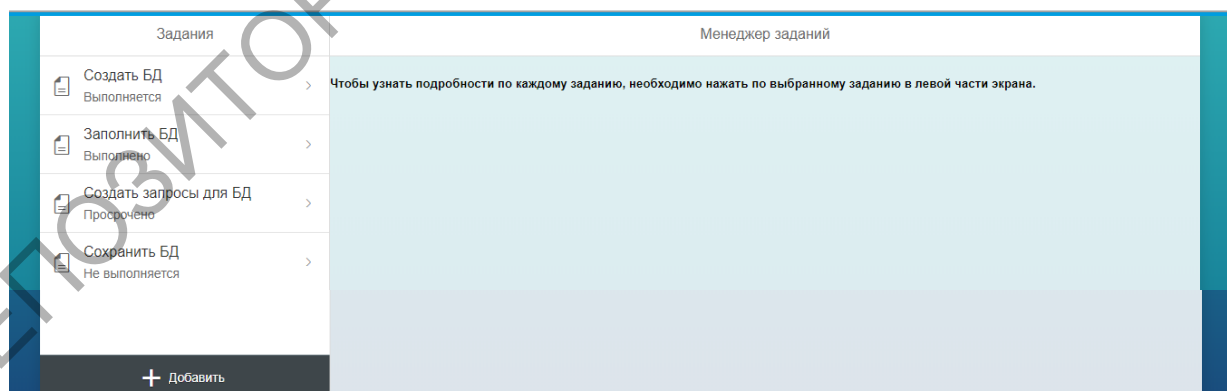 Задания
Менеджер заданий
Создать БД
Выполняется
Чтобы узнать подробности по каждому заданию, необходимо нажать по выбранному заданию в левой части экрана.
Заполнить БД
Выполнено
Создать запросы для БД
Просрочено
Сохранить БД
Не выполняется
Добавить